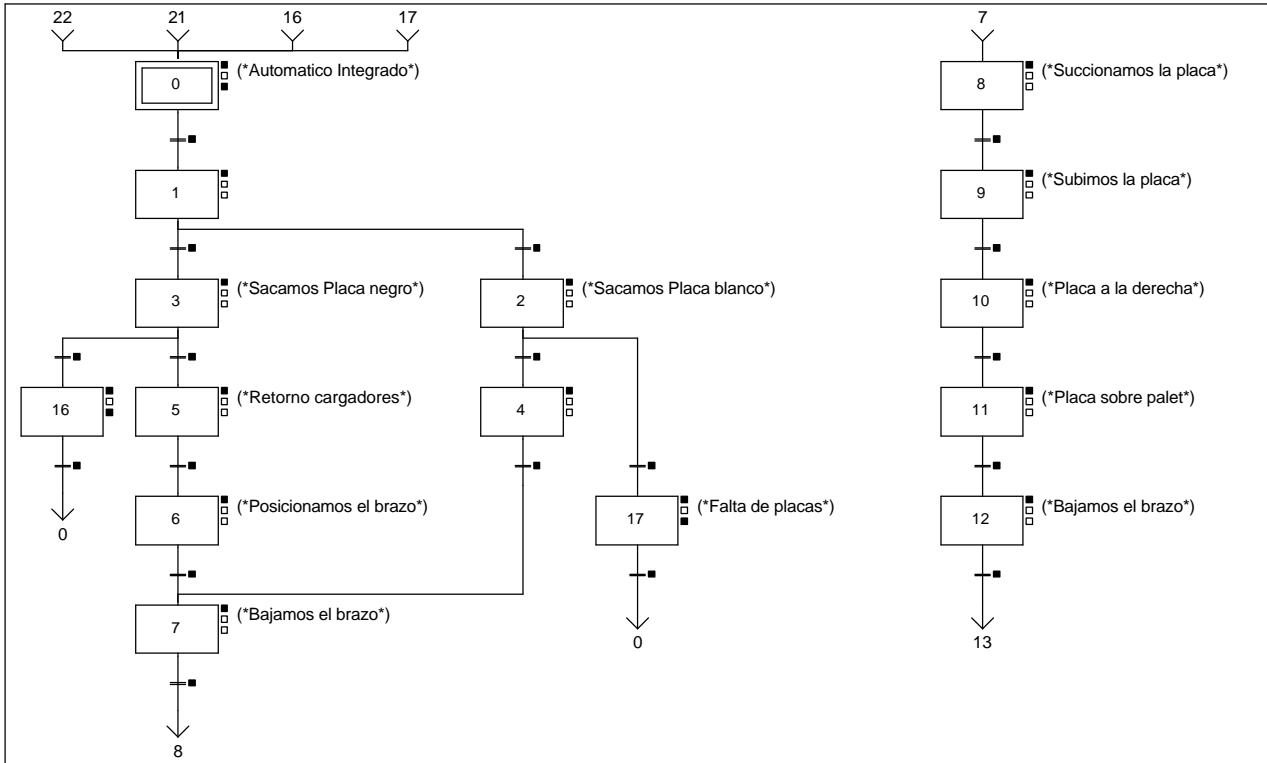 22 21 16 17 7
0 (*Automatico Integrado*) 8 (*Succionamos la placa*)
1 9 (*Subimos la placa*)
3 (*Sacamos Placa negro*) 2 (*Sacamos Placa blanco*) 10 (*Placa a la derecha*)
16 5 (*Retorno cargadores*) 4 11 (*Placa sobre palet*)
6 (*Posicionamos el brazo*) 17 (*Falta de placas*) 12 (*Bajamos el brazo*)
0
7 (*Bajamos el brazo*) 0 13
8